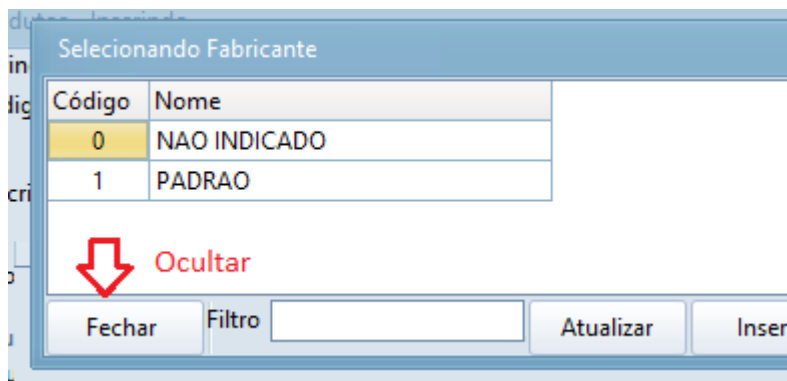 Selecionando Fabricante
Código Nome
0 NAO INDICADO
1 PADRAO
Ocultar
Fechar Filtro Atualizar